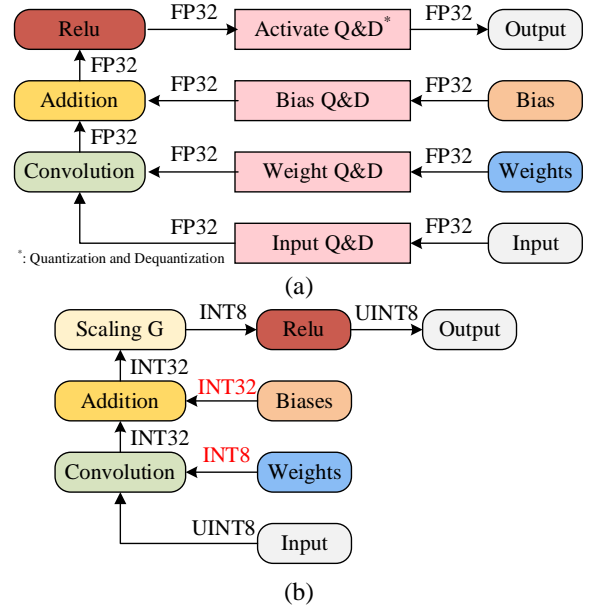 Relu FP32 Activate Q&D* FP32 Output
FP32
Addition FP32 Bias Q&D FP32 Bias
FP32
Convolution FP32 Weight Q&D FP32 Weights
FP32 Input Q&D FP32 Input
*: Quantization and Dequantization
(a)
Scaling G INT8 Relu UINT8 Output
INT32
Addition INT32 Biases
INT32
Convolution INT8 Weights
UINT8 Input
(b)